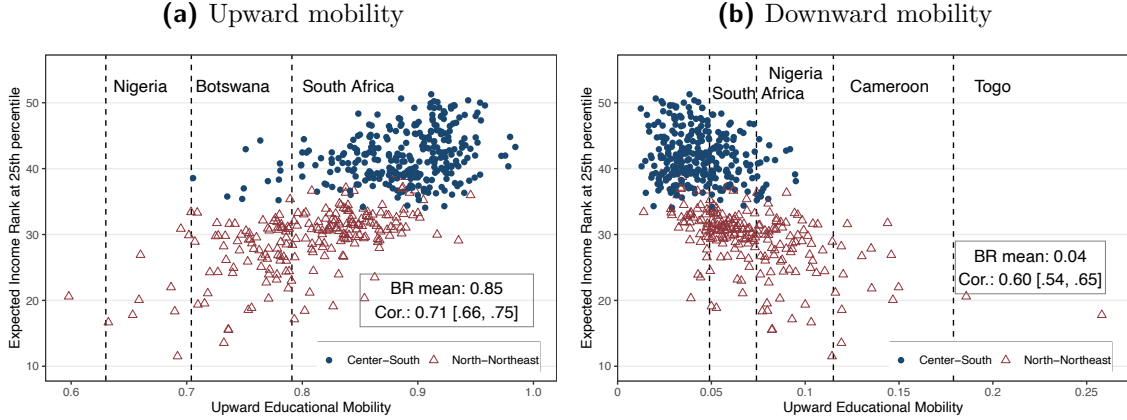 (a) Upward mobility
Nigeria
Botswana
South Africa
Expected Income Rank at 25th percentile
50
40
30
20
10
BR mean: 0.85
Cor.: 0.71 [.66, .75]
Center−South
North−Northeast
0.6
0.7
0.8
0.9
1.0
Upward Educational Mobility
(b) Downward mobility
South Africa
Nigeria
Cameroon
Togo
Expected Income Rank at 25th percentile
50
40
30
20
10
BR mean: 0.04
Cor.: 0.60 [.54, .65]
Center−South
North−Northeast
0
0.05
0.1
0.15
0.2
0.25
Upward Educational Mobility